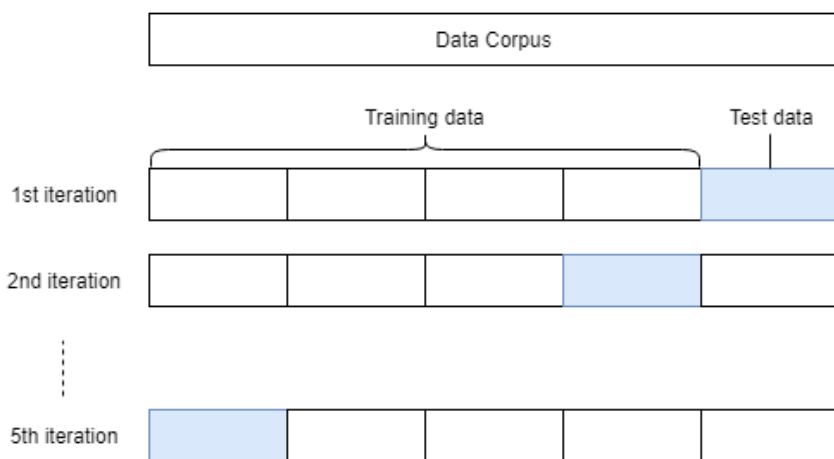 Data Corpus
Training data
Test data
1st iteration
2nd iteration
5th iteration